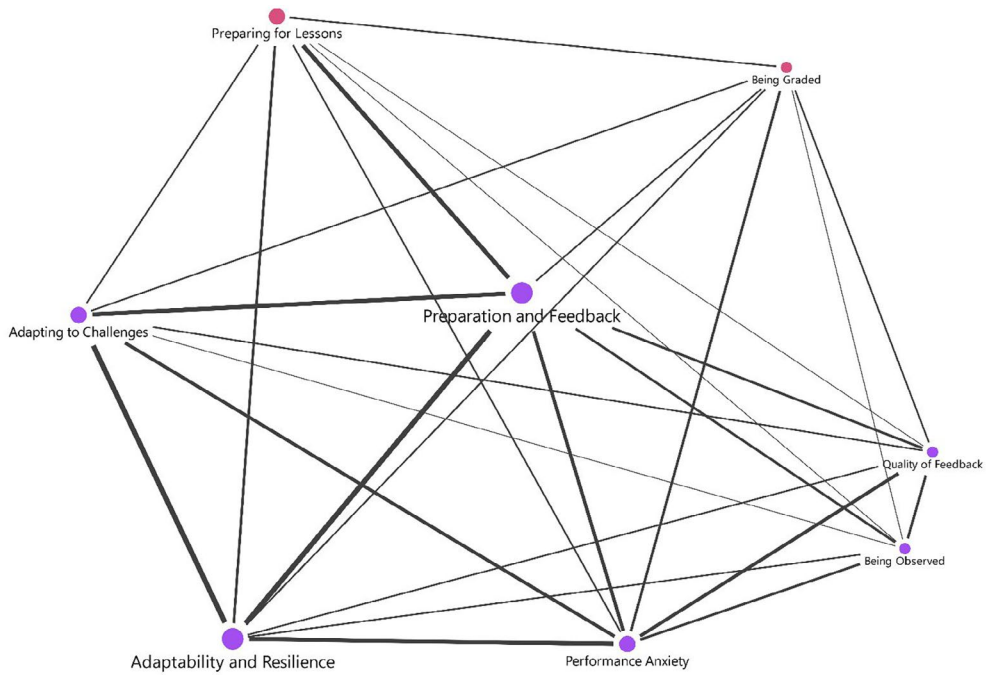 Preparing for Lessons
Being Graded
Preparation and Feedback
Adapting to Challenges
Quality of Feedback
Being Observed
Adaptability and Resilience
Performance Anxiety